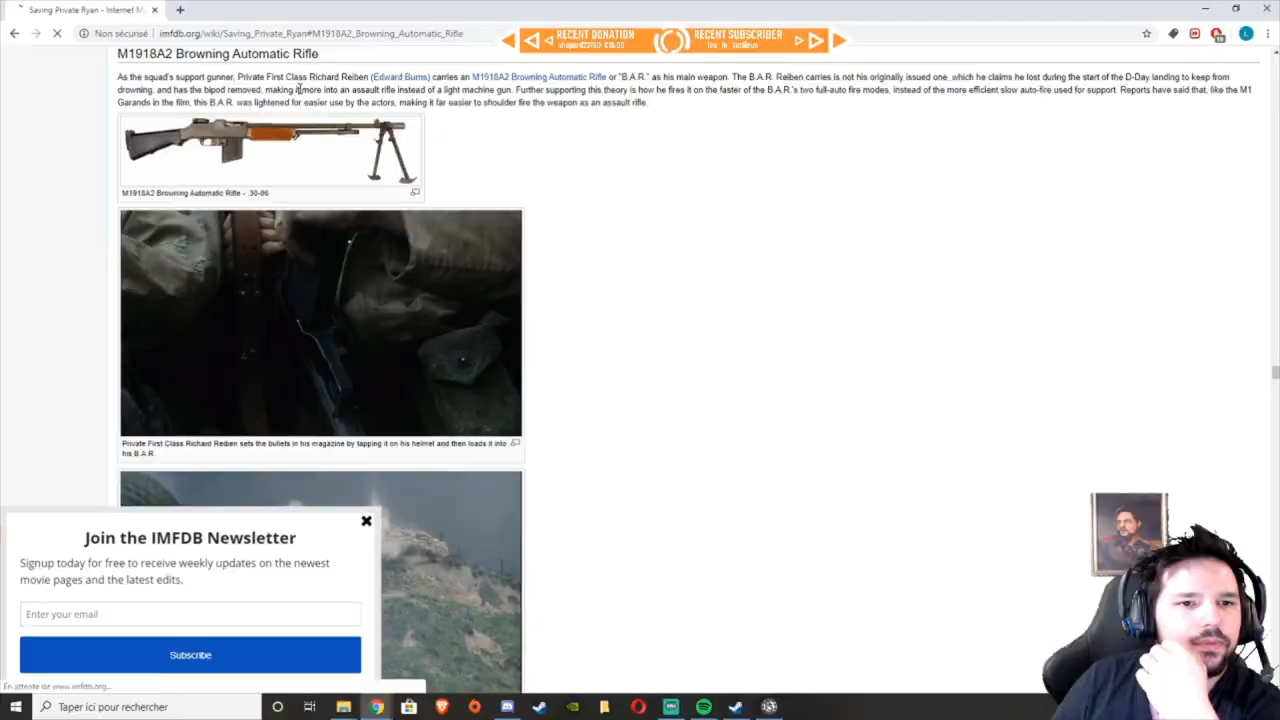 Saving Private Ryan - Internet M
Non sécurisé | imfdb.org/wiki/Saving_Private_Ryan#M1918A2_Browning_Automatic_Rifle
RECENT DONATION
RECENT SUBSCRIBER
M1918A2 Browning Automatic Rifle
As the squad's support gunner, Private First Class Richard Reiben (Edward Burns) carries an M1918A2 Browning Automatic Rifle or "B.A.R." as his main weapon. The B.A.R. Reiben carries is not his originally issued one, which he claims he lost during the start of the D-Day landing to keep from
drowning, and has the bipod removed, making it more into an assault rifle instead of a light machine gun. Further supporting this theory is how he fires it on the faster of the B.A.R.'s two full-auto fire modes, instead of the more efficient slow auto-fire used for support. Reports have said that, like the M1
Garands in the film, this B.A.R. was lightened for easier use by the actors, making it far easier to shoulder fire the weapon as an assault rifle.
M1918A2 Browning Automatic Rifle - .30-06
Private First Class Richard Reiben sets the bullets in his magazine by tapping it on his helmet and then loads it into
his B.A.R.
Join the IMFDB Newsletter
Signup today for free to receive weekly updates on the newest
movie pages and the latest edits.
Enter your email
Subscribe
En attente de www.imfdb.org...
Taper ici pour rechercher